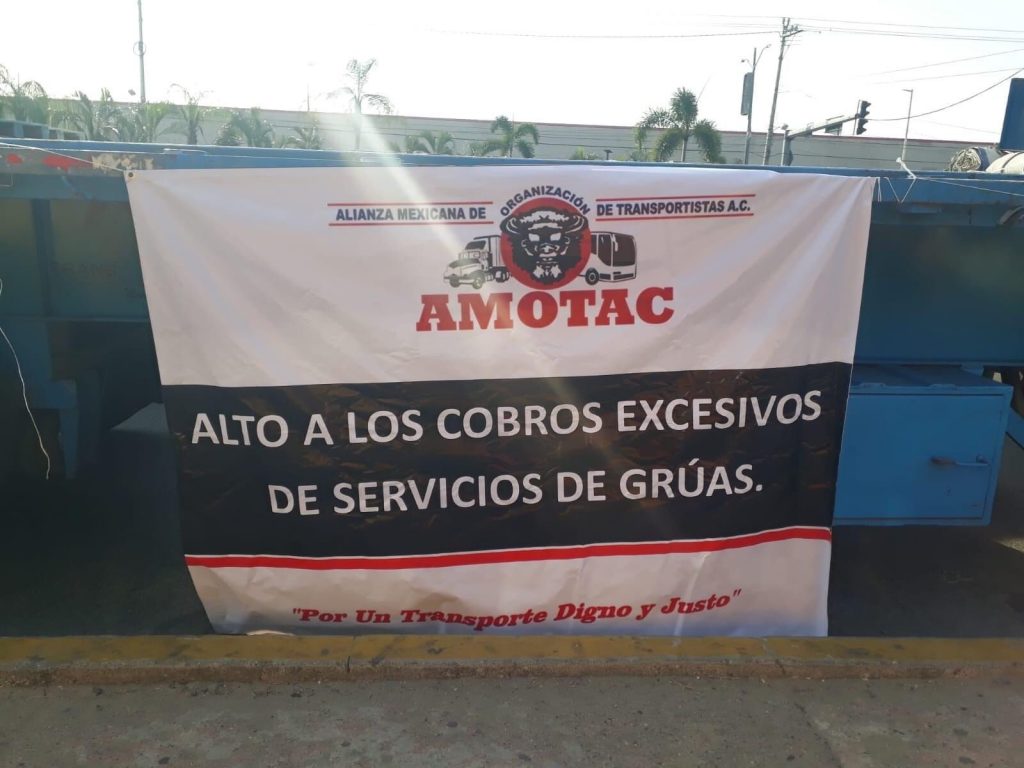 ALIANZA MEXICANA DE ORGANIZACIÓN DE TRANSPORTISTAS A.C.
AMOTAC
ALTO A LOS COBROS EXCESIVOS
DE SERVICIOS DE GRÚAS.
"Por Un Transporte Digno y Justo"